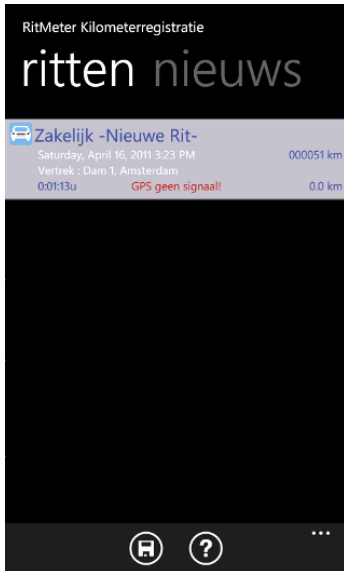 RitMeter Kilometerregistratie
ritten nieuws
Zakelijk -Nieuwe Rit-
Saturday, April 16, 2011 3:23 PM 000051 km
Vertrek : Dam 1, Amsterdam
0:01:13u GPS geen signaal! 0.0 km
?
...